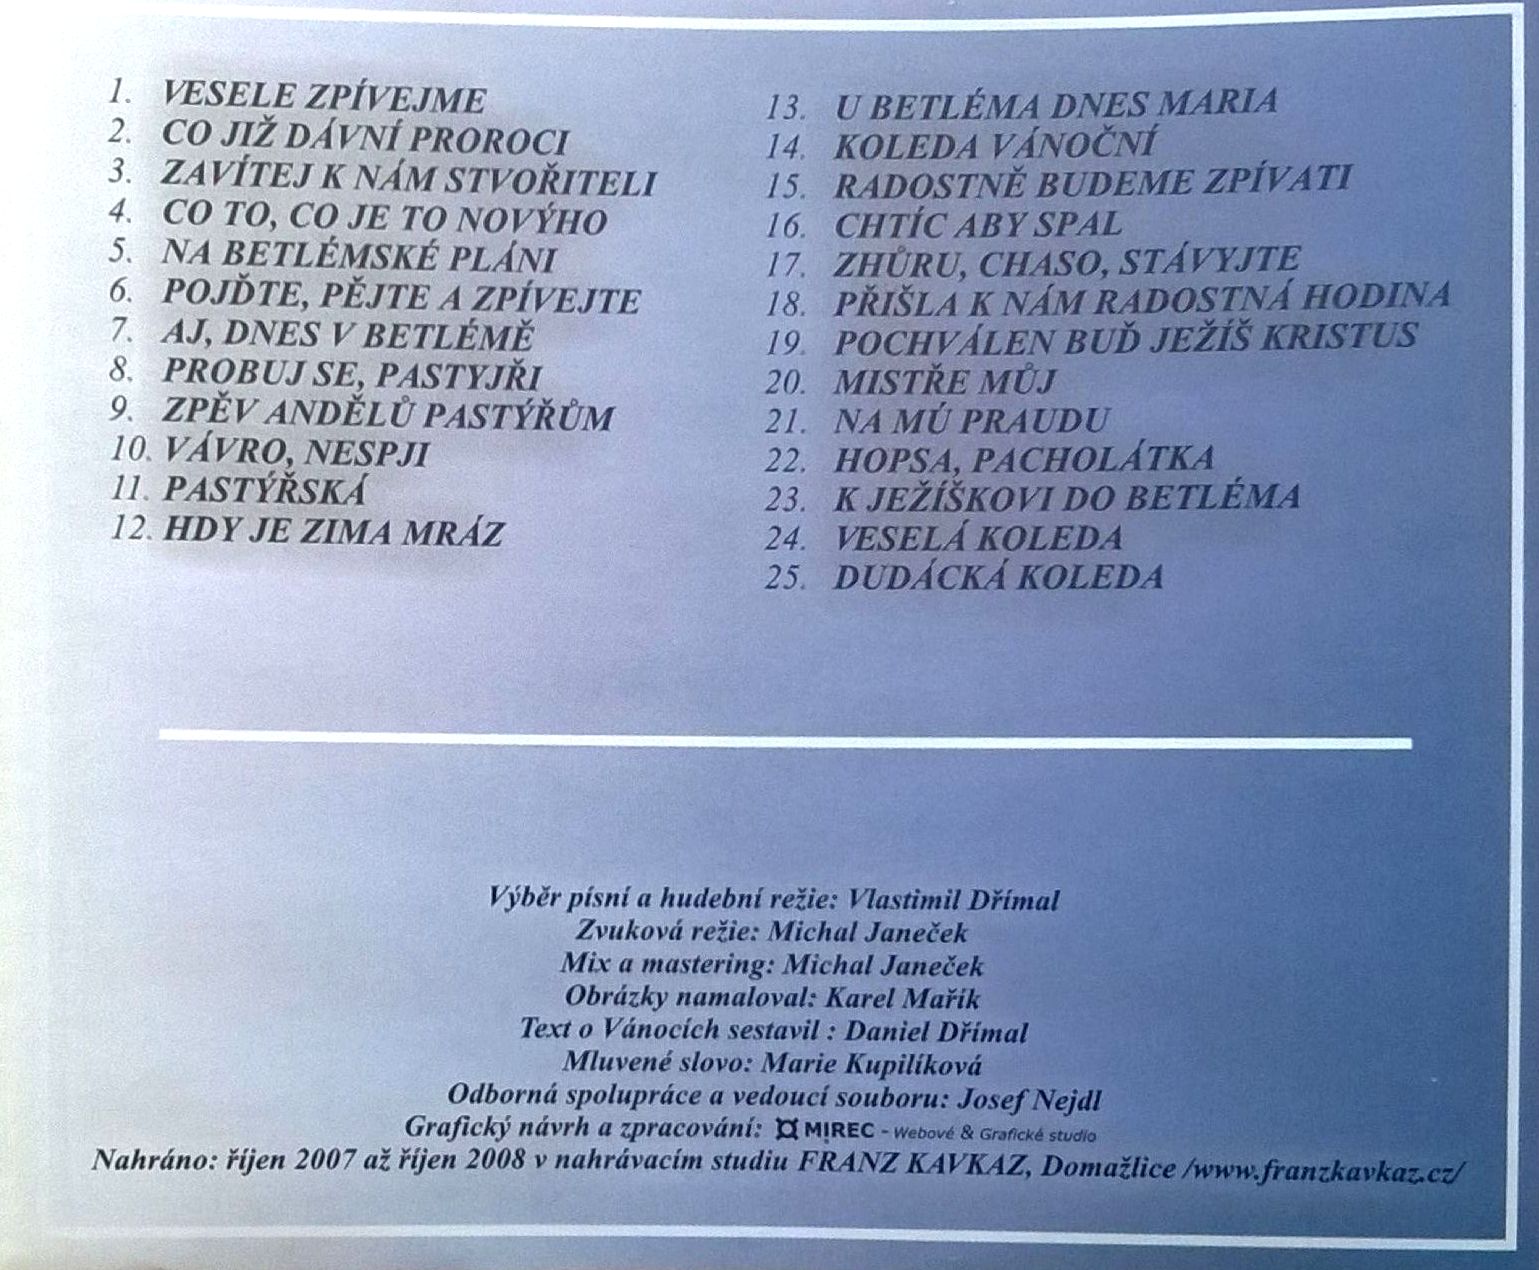 1. VESELE ZPÍVEJME
2. CO JIŽ DÁVNÍ PROROCI
3. ZAVÍTEJ K NÁM STVOŘITELI
4. CO TO, CO JE TO NOVÝHO
5. NA BETLÉMSKÉ PLÁNI
6. POJĎTE, PĚJTE A ZPÍVEJTE
7. AJ, DNES V BETLÉMĚ
8. PROBUJ SE, PASTYJŘI
9. ZPĚV ANDĚLŮ PASTÝŘŮM
10. VÁVRO, NESPJI
11. PASTÝŘSKÁ
12. HDY JE ZIMA MRÁZ
13. U BETLÉMA DNES MARIA
14. KOLEDA VÁNOČNÍ
15. RADOSTNĚ BUDEME ZPÍVATI
16. CHTÍC ABY SPAL
17. ZHŮRU, CHASO, STÁVYJTE
18. PŘIŠLA K NÁM RADOSTNÁ HODINA
19. POCHVÁLEN BUĎ JEŽÍŠ KRISTUS
20. MISTŘE MŮJ
21. NA MÚ PRAUDU
22. HOPSA, PACHOLÁTKA
23. K JEŽÍŠKOVI DO BETLÉMA
24. VESELÁ KOLEDA
25. DUDÁCKÁ KOLEDA
Výběr písní a hudební režie: Vlastimil Dřímal
Zvuková režie: Michal Janeček
Mix a mastering: Michal Janeček
Obrázky namaloval: Karel Mařík
Text o Vánocích sestavil : Daniel Dřímal
Mluvené slovo: Marie Kupilíková
Odborná spolupráce a vedoucí souboru: Josef Nejdl
Grafický návrh a zpracování: MIREC - Webové & Grafické studio
Nahráno: říjen 2007 až říjen 2008 v nahrávacím studiu FRANZ KAVKAZ, Domažlice /www.franzkavkaz.cz/